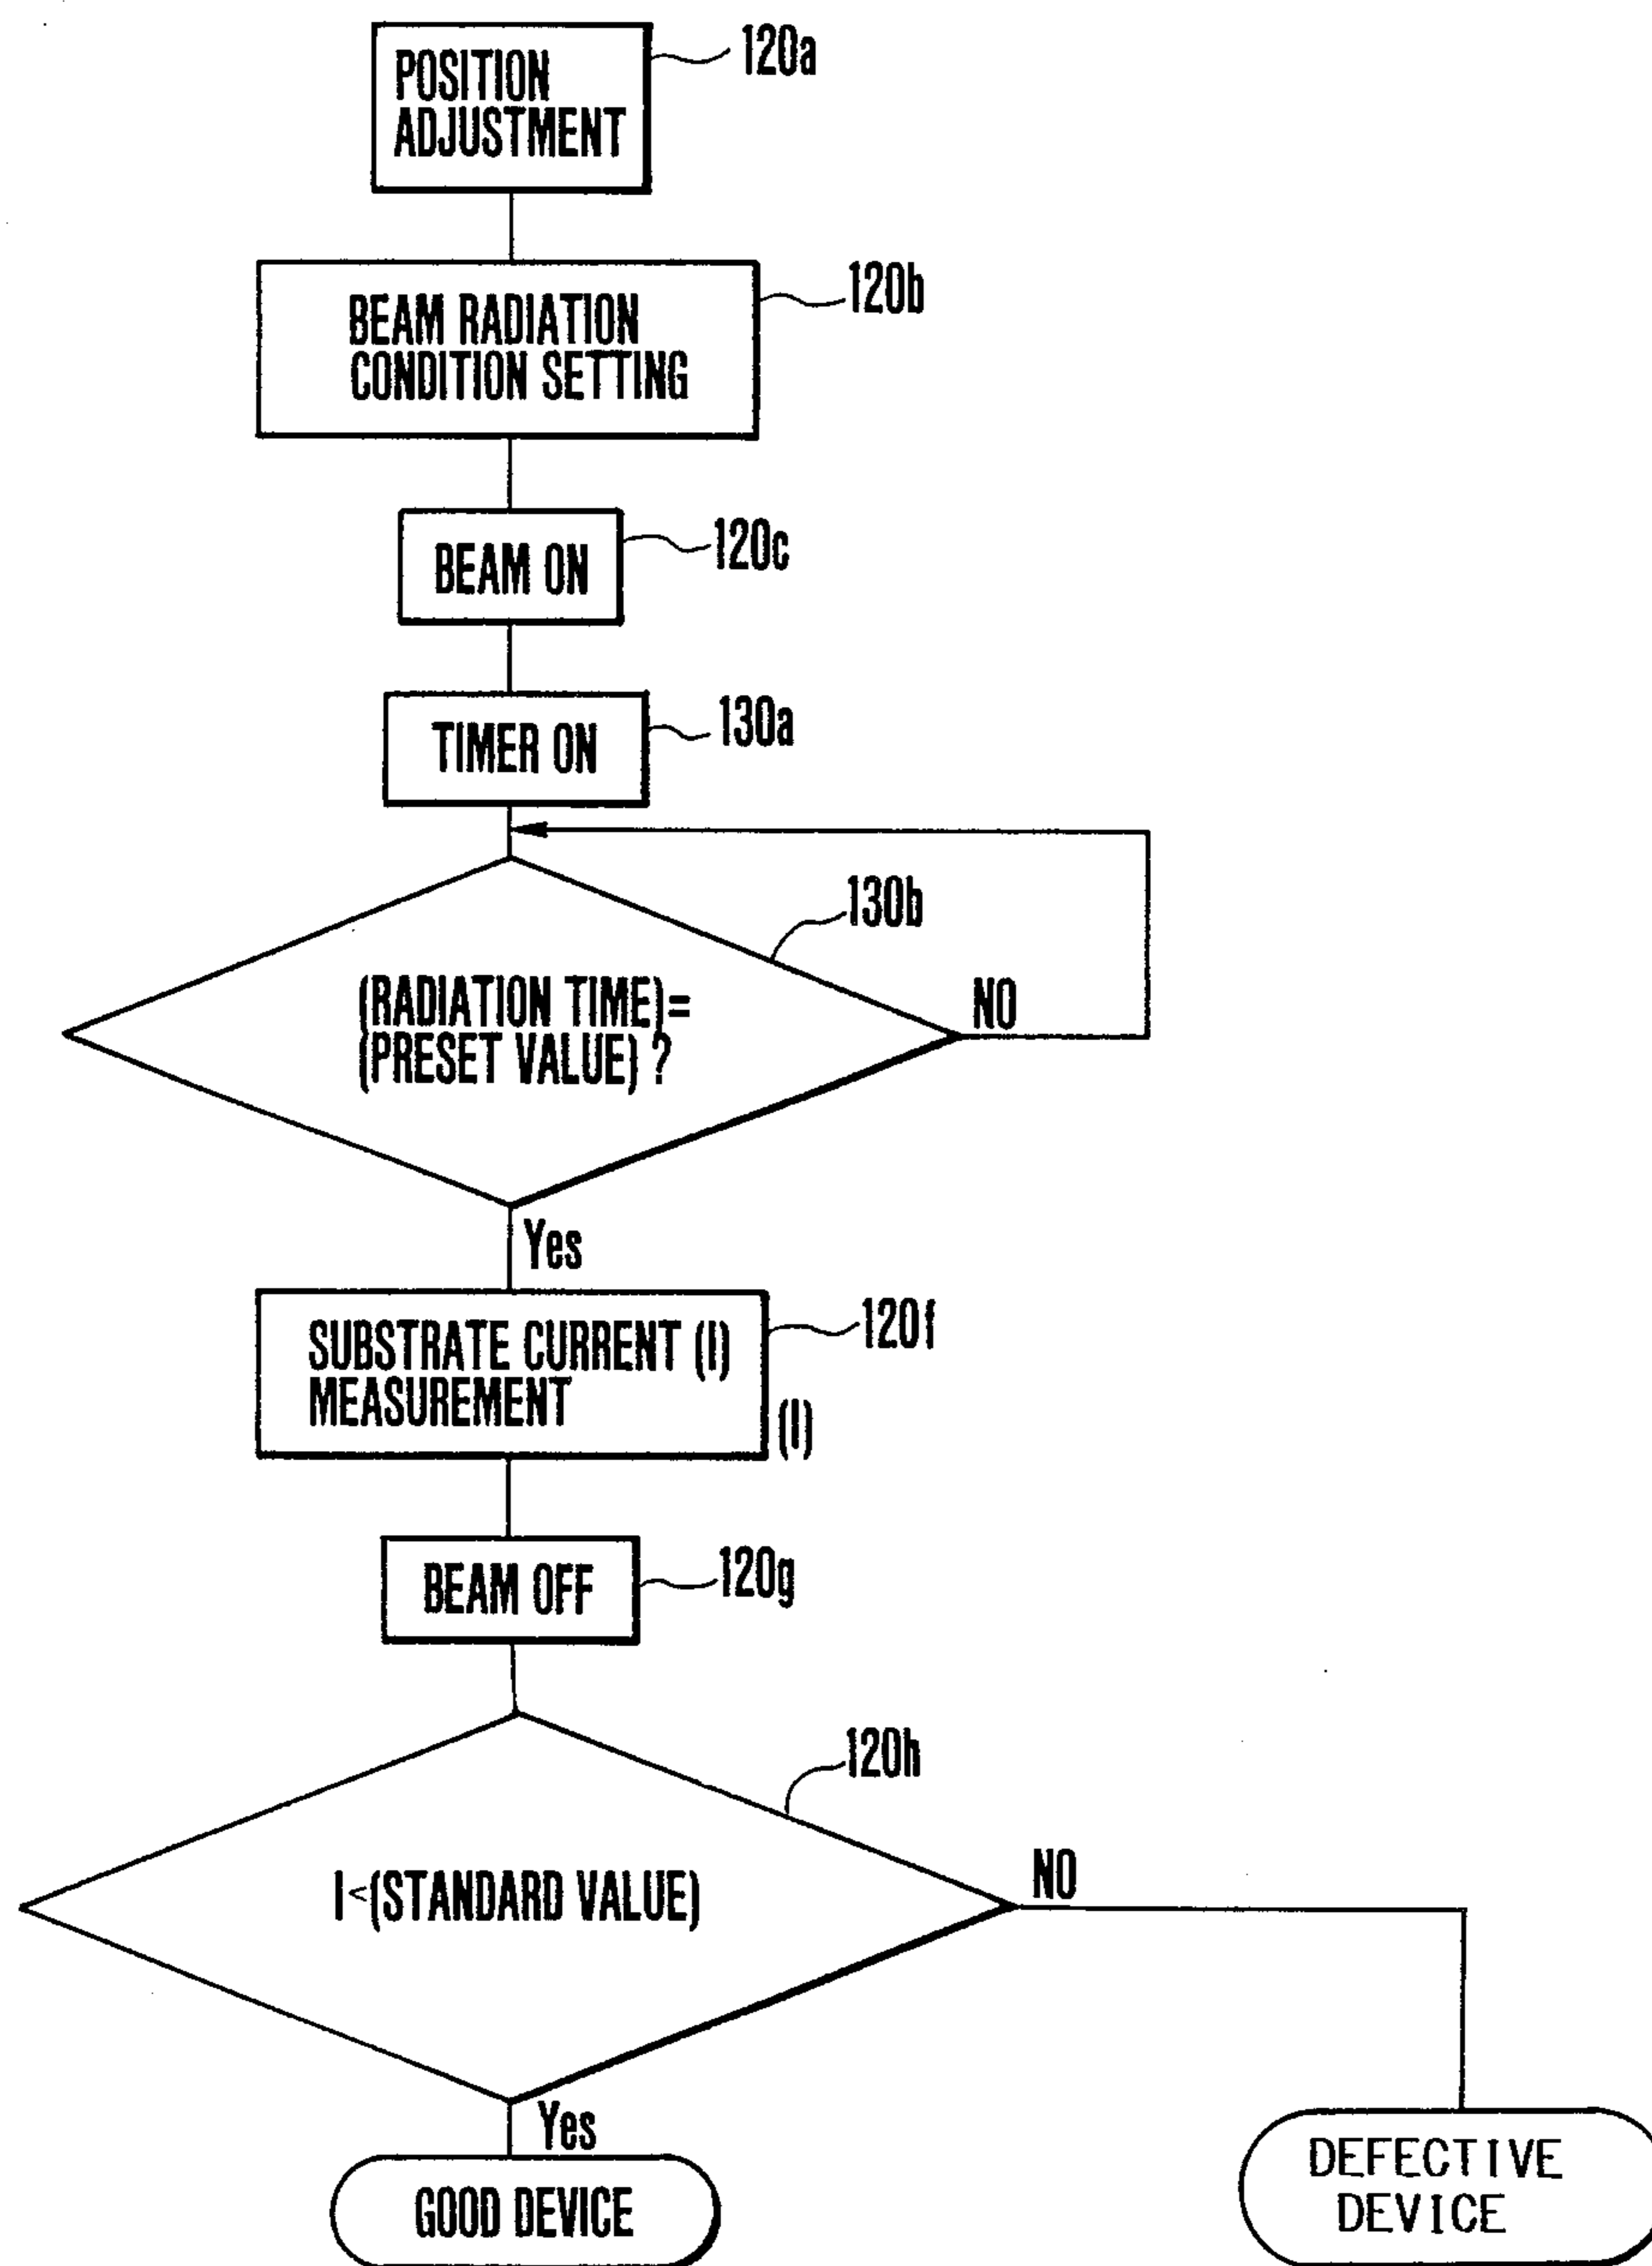 POSITION
ADJUSTMENT
120a
BEAM RADIATION
CONDITION SETTING
120b
BEAM ON
120c
TIMER ON
130a
130b
(RADIATION TIME)=
(PRESET VALUE) ?
NO
Yes
SUBSTRATE CURRENT (I)
MEASUREMENT
120f
(I)
BEAM OFF
120g
120h
I<(STANDARD VALUE)
NO
Yes
GOOD DEVICE
DEFECTIVE
DEVICE